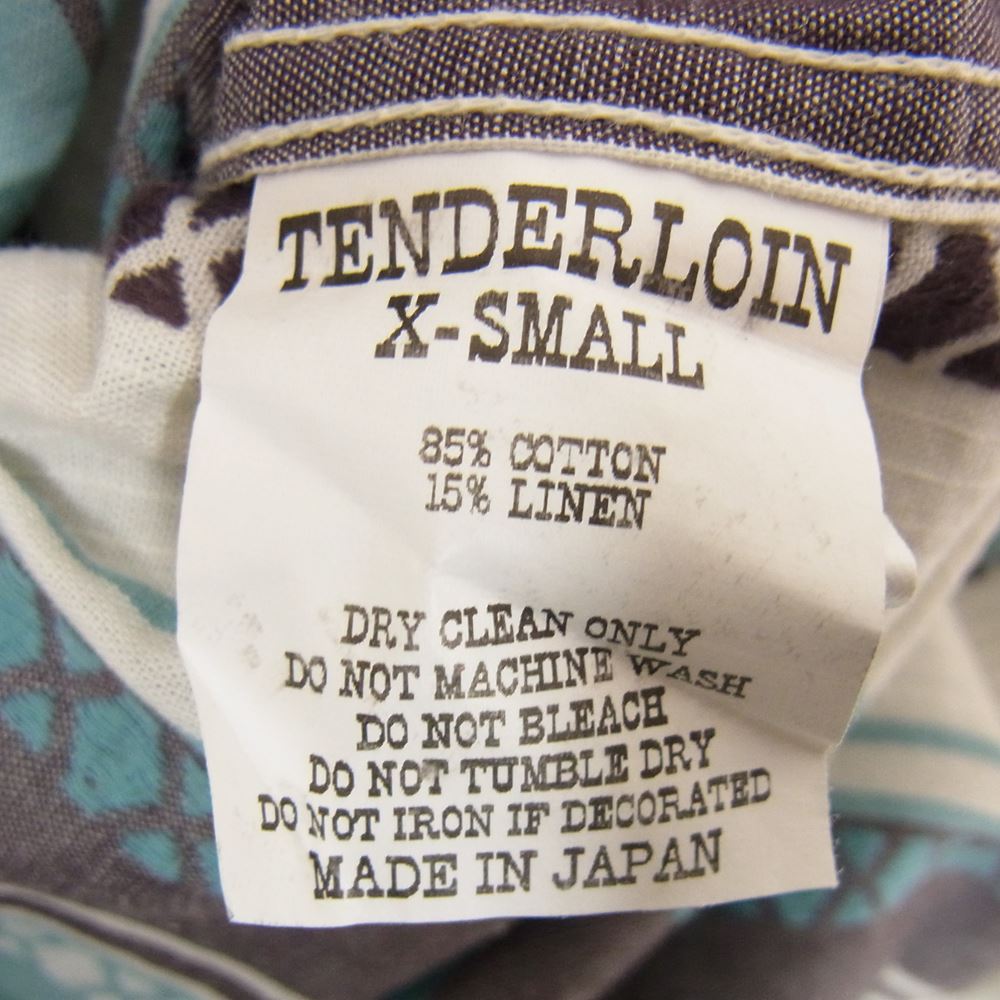 TENDERLOIN
X-SMALL
85% COTTON
15% LINEN
DRY CLEAN ONLY
DO NOT MACHINE WASH
DO NOT BLEACH
DO NOT TUMBLE DRY
DO NOT IRON IF DECORATED
MADE IN JAPAN